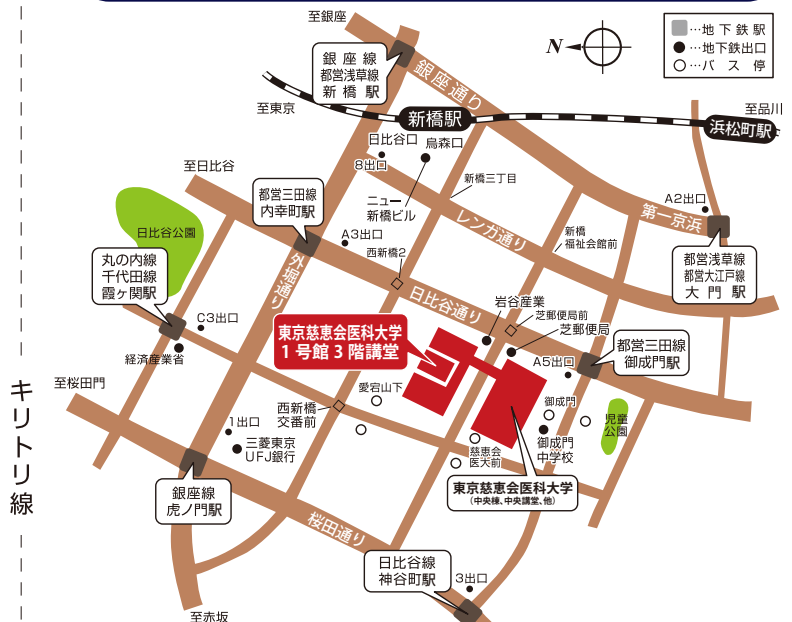 至銀座
N
…地下鉄駅
…地下鉄出口
…バス停
銀座線
都営浅草線
新橋駅
銀座通り
至東京
新橋駅
至品川
浜松町駅
日比谷口
烏森口
8出口
至日比谷
新橋三丁目
ニュー
新橋ビル
都営三田線
内幸町駅
A2出口
第一京浜
レンガ通り
日比谷公園
A3出口
新橋
福祉会館前
西新橋2
丸の内線
千代田線
霞ヶ関駅
外堀通り
都営浅草線
都営大江戸線
大門駅
日比谷通り
岩谷産業
芝郵便局前
芝郵便局
C3出口
東京慈恵会医科大学
1号館3階講堂
経済産業省
都営三田線
御成門駅
A5出口
至桜田門
愛宕山下
西新橋
交番前
御成門
児童
公園
1出口
三菱東京
UFJ銀行
慈恵会
医大前
御成門
中学校
キリトリ線
銀座線
虎ノ門駅
東京慈恵会医科大学
(中央棟、中央講堂、他)
桜田通り
日比谷線
神谷町駅
3出口
至赤坂